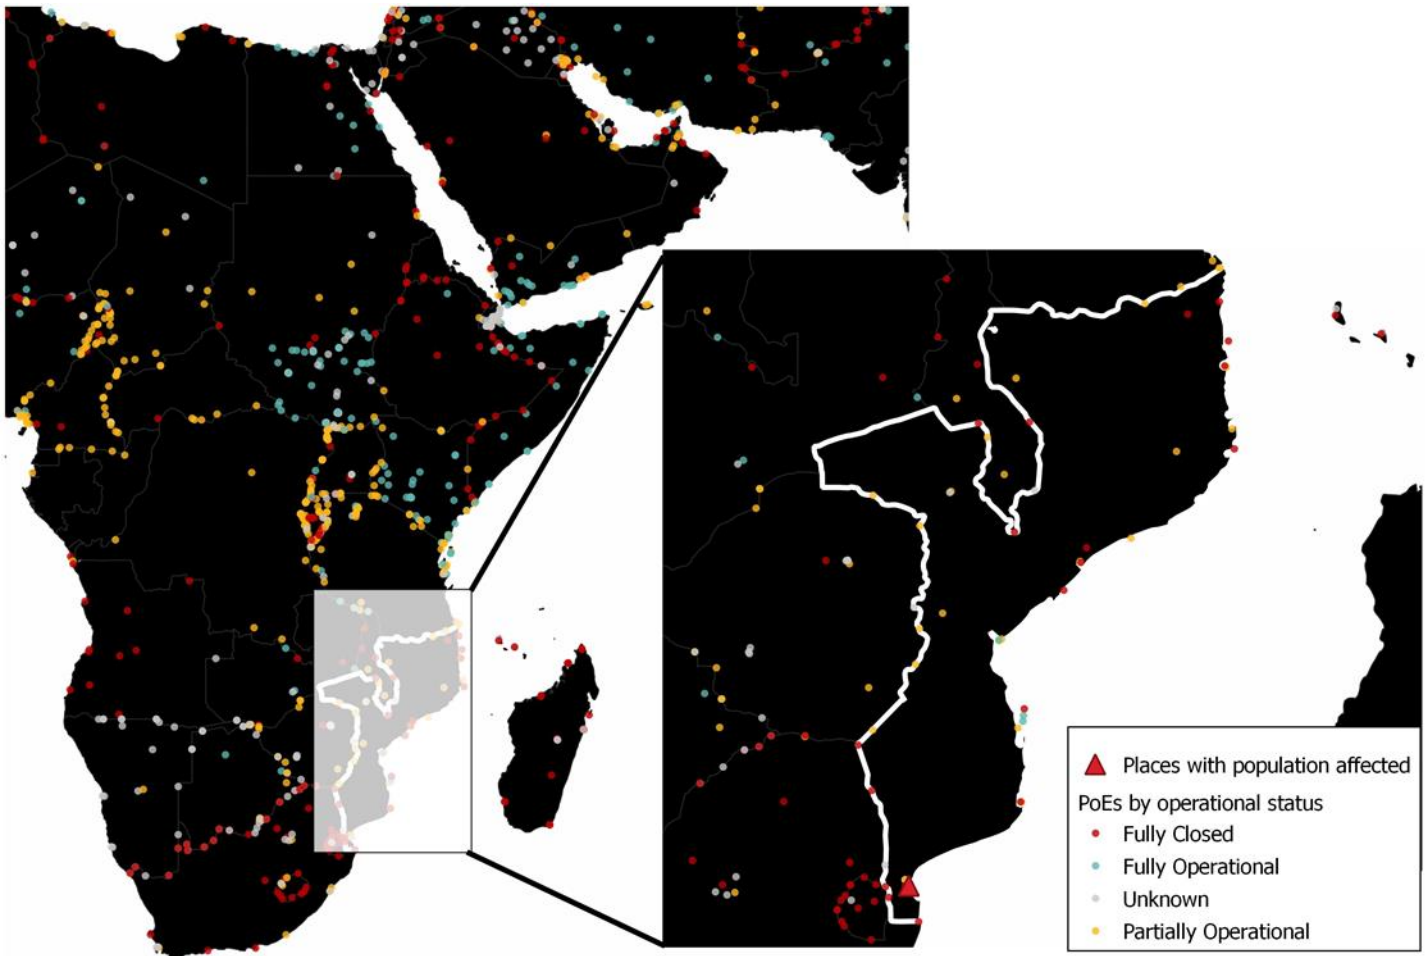 Places with population affected
PoEs by operational status
Fully Closed
Fully Operational
Unknown
Partially Operational